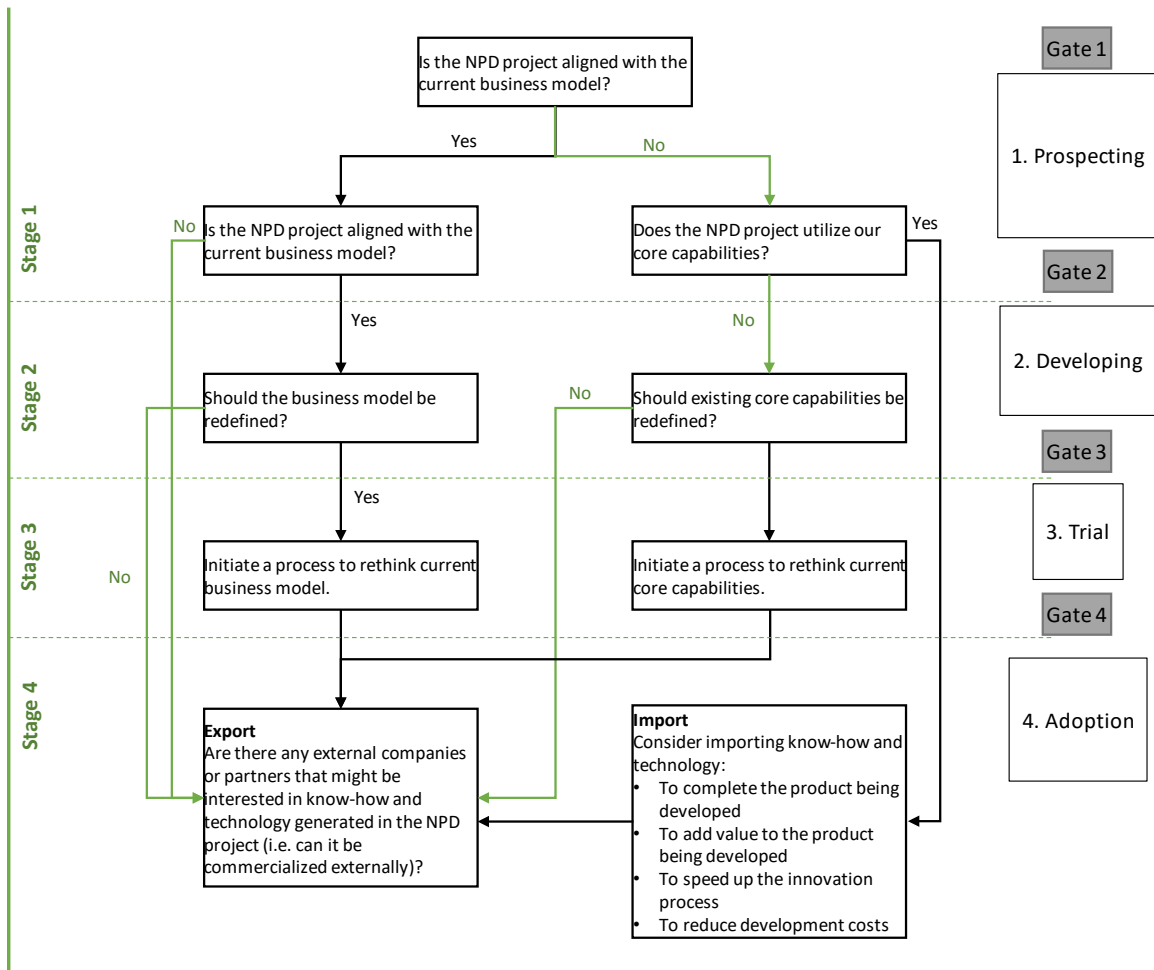 Gate 1
Is the NPD project aligned with the
current business model?
1. Prospecting
Yes
No
Stage 1
No
Is the NPD project aligned with the
current business model?
Does the NPD project utilize our
core capabilities?
Yes
Gate 2
Yes
No
2. Developing
Stage 2
Should the business model be
redefined?
No
Should existing core capabilities be
redefined?
Gate 3
Yes
3. Trial
Stage 3
No
Initiate a process to rethink current
business model.
Initiate a process to rethink current
core capabilities.
Gate 4
Stage 4
4. Adoption
Export
Are there any external companies
or partners that might be
interested in know-how and
technology generated in the NPD
project (i.e. can it be
commercialized externally)?
Import
Consider importing know-how and
technology:
• To complete the product being
developed
• To add value to the product
being developed
• To speed up the innovation
process
• To reduce development costs